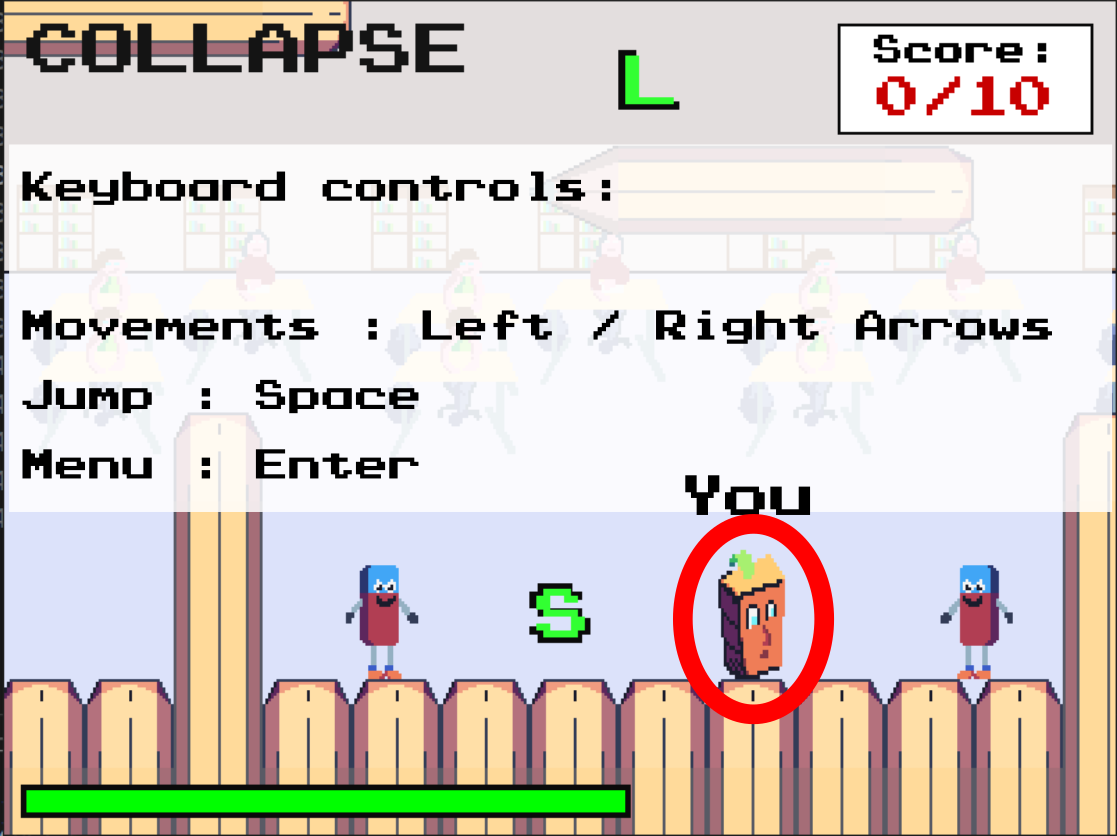 COLLAPSE
L
Score:
0/10
Keyboard controls:
Movements : Left / Right Arrows
Jump : Space
Menu : Enter
You
S